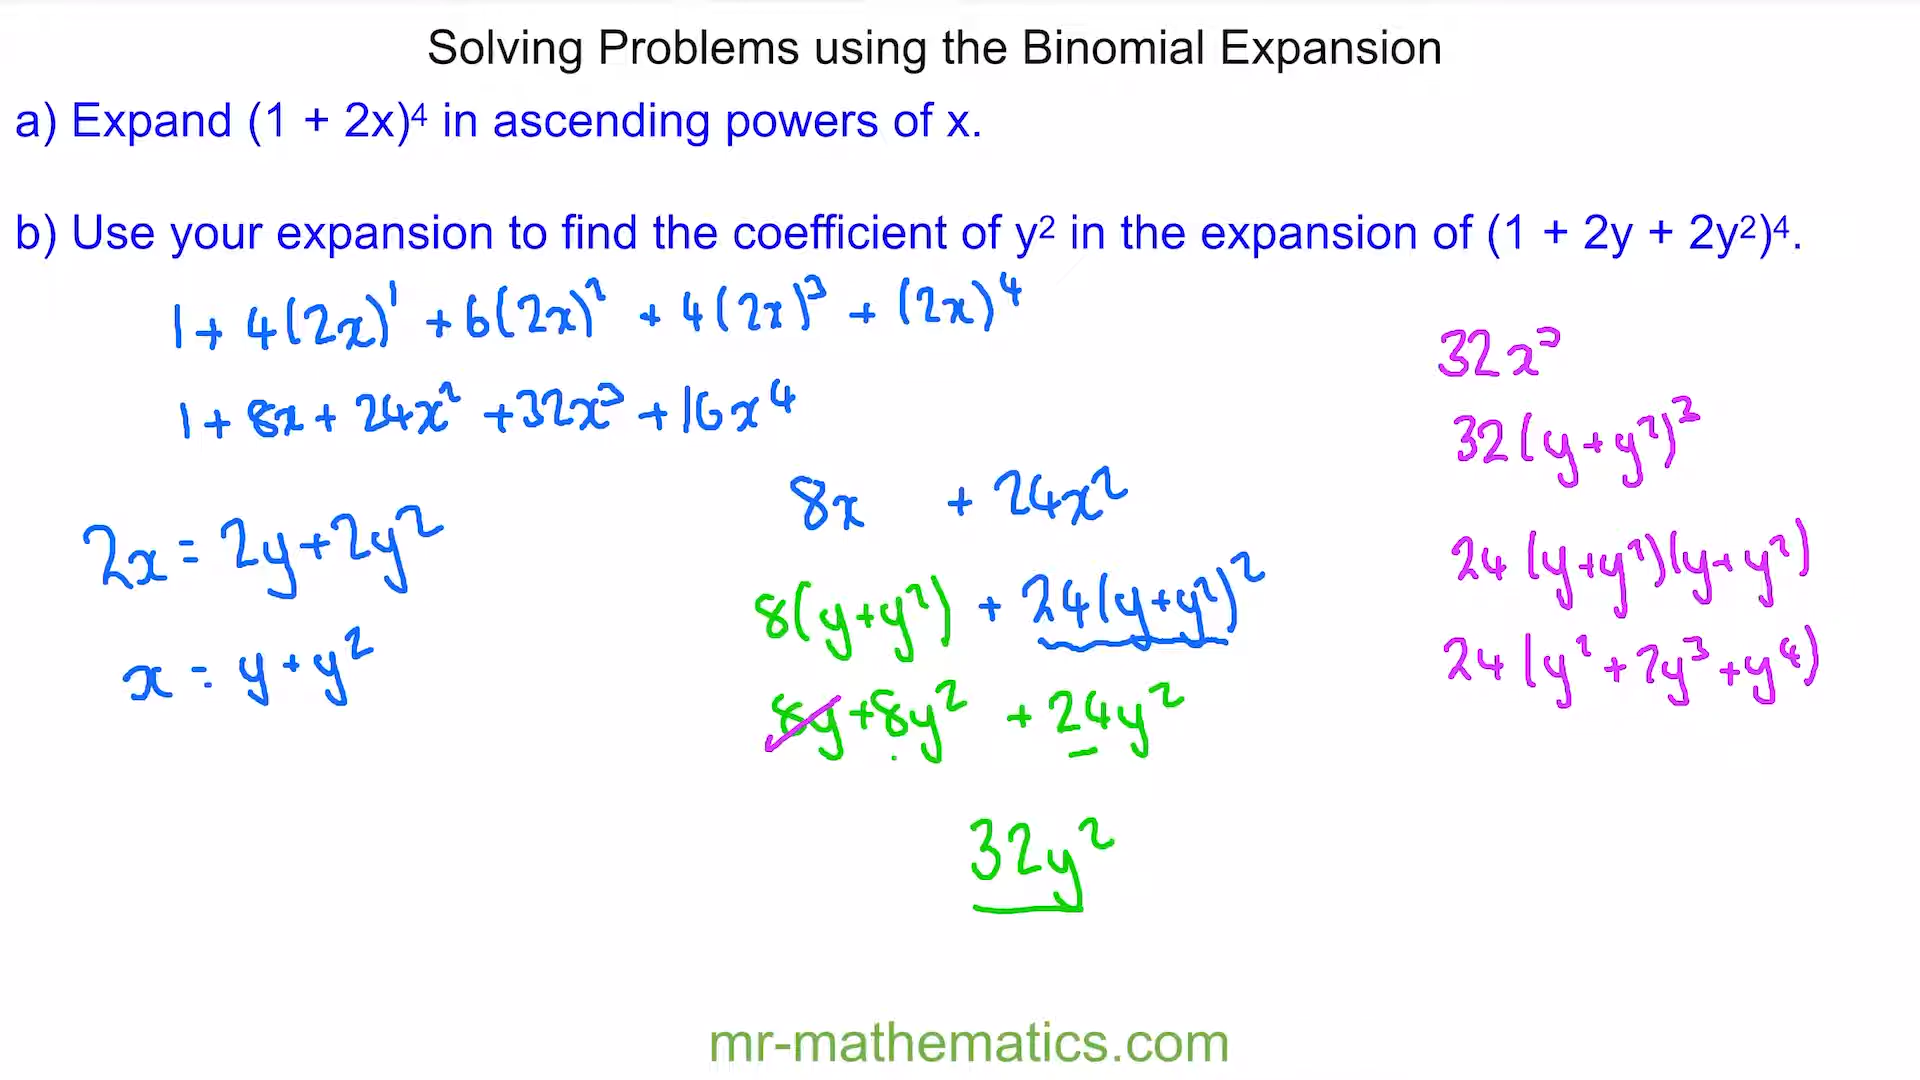 Solving Problems using the Binomial Expansion
a) Expand (1 + 2x)⁴ in ascending powers of x.
b) Use your expansion to find the coefficient of y² in the expansion of (1 + 2y + 2y²)⁴.
1 + 4(2x)¹ + 6(2x)² + 4(2x)³ + (2x)⁴
1 + 8x + 24x² + 32x³ + 16x⁴
2x = 2y + 2y²
x = y + y²
8x + 24x²
8(y + y²) + 24(y + y²)²
8y + 8y² + 24y²
32y²
32x³
32(y + y²)³
24(y + y²)(y + y²)
24(y² + 2y³ + y⁴)
mr-mathematics.com